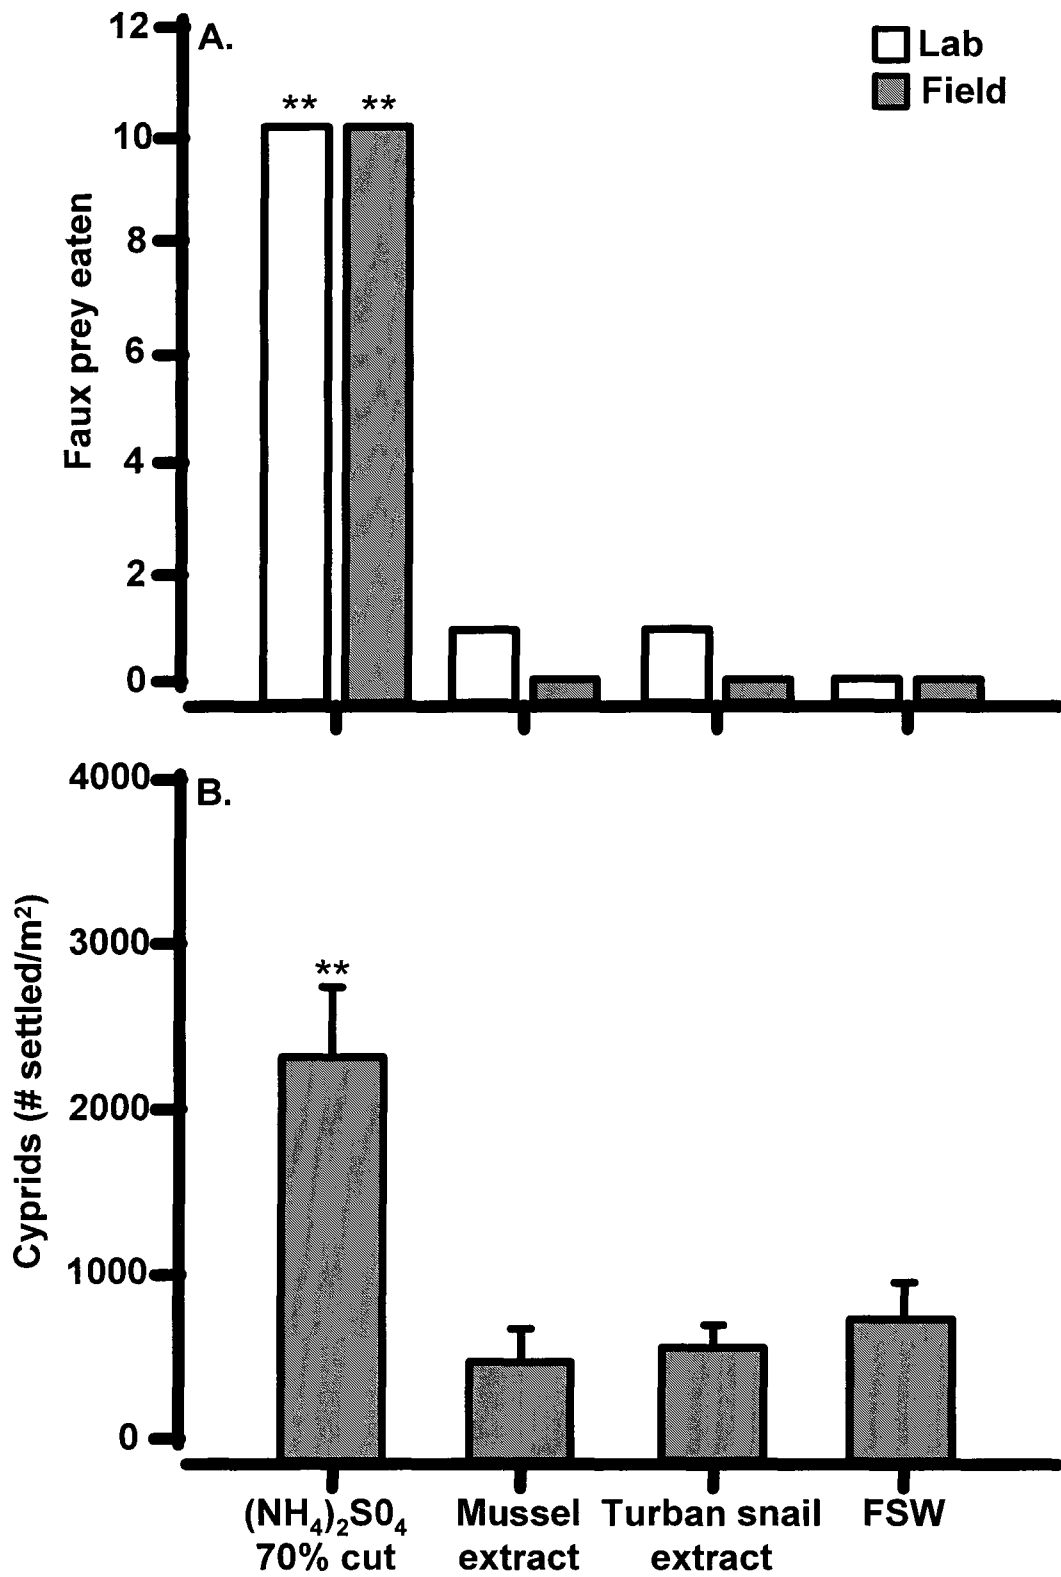 A.
Lab
Field
** **
Faux prey eaten
12
10
8
6
4
2
0
B.
**
Cyprids (# settled/m²)
4000
3000
2000
1000
0
(NH₄)₂S0₄ Mussel Turban snail FSW
70% cut extract extract